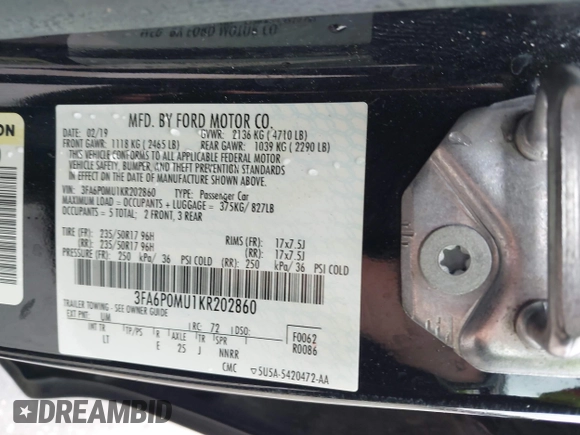 MFD. BY FORD MOTOR CO.
DATE: 02/19 GVWR: 2136 KG ( 4710 LB)
FRONT GAWR: 1118 KG ( 2465 LB) REAR GAWR: 1039 KG ( 2290 LB)
THIS VEHICLE CONFORMS TO ALL APPLICABLE FEDERAL MOTOR
VEHICLE SAFETY, BUMPER, AND THEFT PREVENTION STANDARDS
IN EFFECT ON THE DATE OF MANUFACTURE SHOWN ABOVE.
VIN: 3FA6P0MU1KR202860 TYPE: Passenger Car
MAXIMUM LOAD = OCCUPANTS + LUGGAGE = 375KG/ 827LB
OCCUPANTS = 5 TOTAL: 2 FRONT, 3 REAR
TIRE (FR): 235/50R17 96H RIMS (FR): 17x7.5J
(RR): 235/50R17 96H (RR): 17x7.5J
PRESSURE (FR): 250 kPa/ 36 PSI COLD (RR): 250 kPa/ 36 PSI COLD
3FA6P0MU1KR202860
TRAILER TOWING - SEE OWNER GUIDE
EXT PNT: UM RC: 72 DSO: F0062
INT TR TP/PS R AXLE TR SPR R0086
LT E 25 J NNRR
CMC 5U5A-5420472-AA
ON
DREAMBID